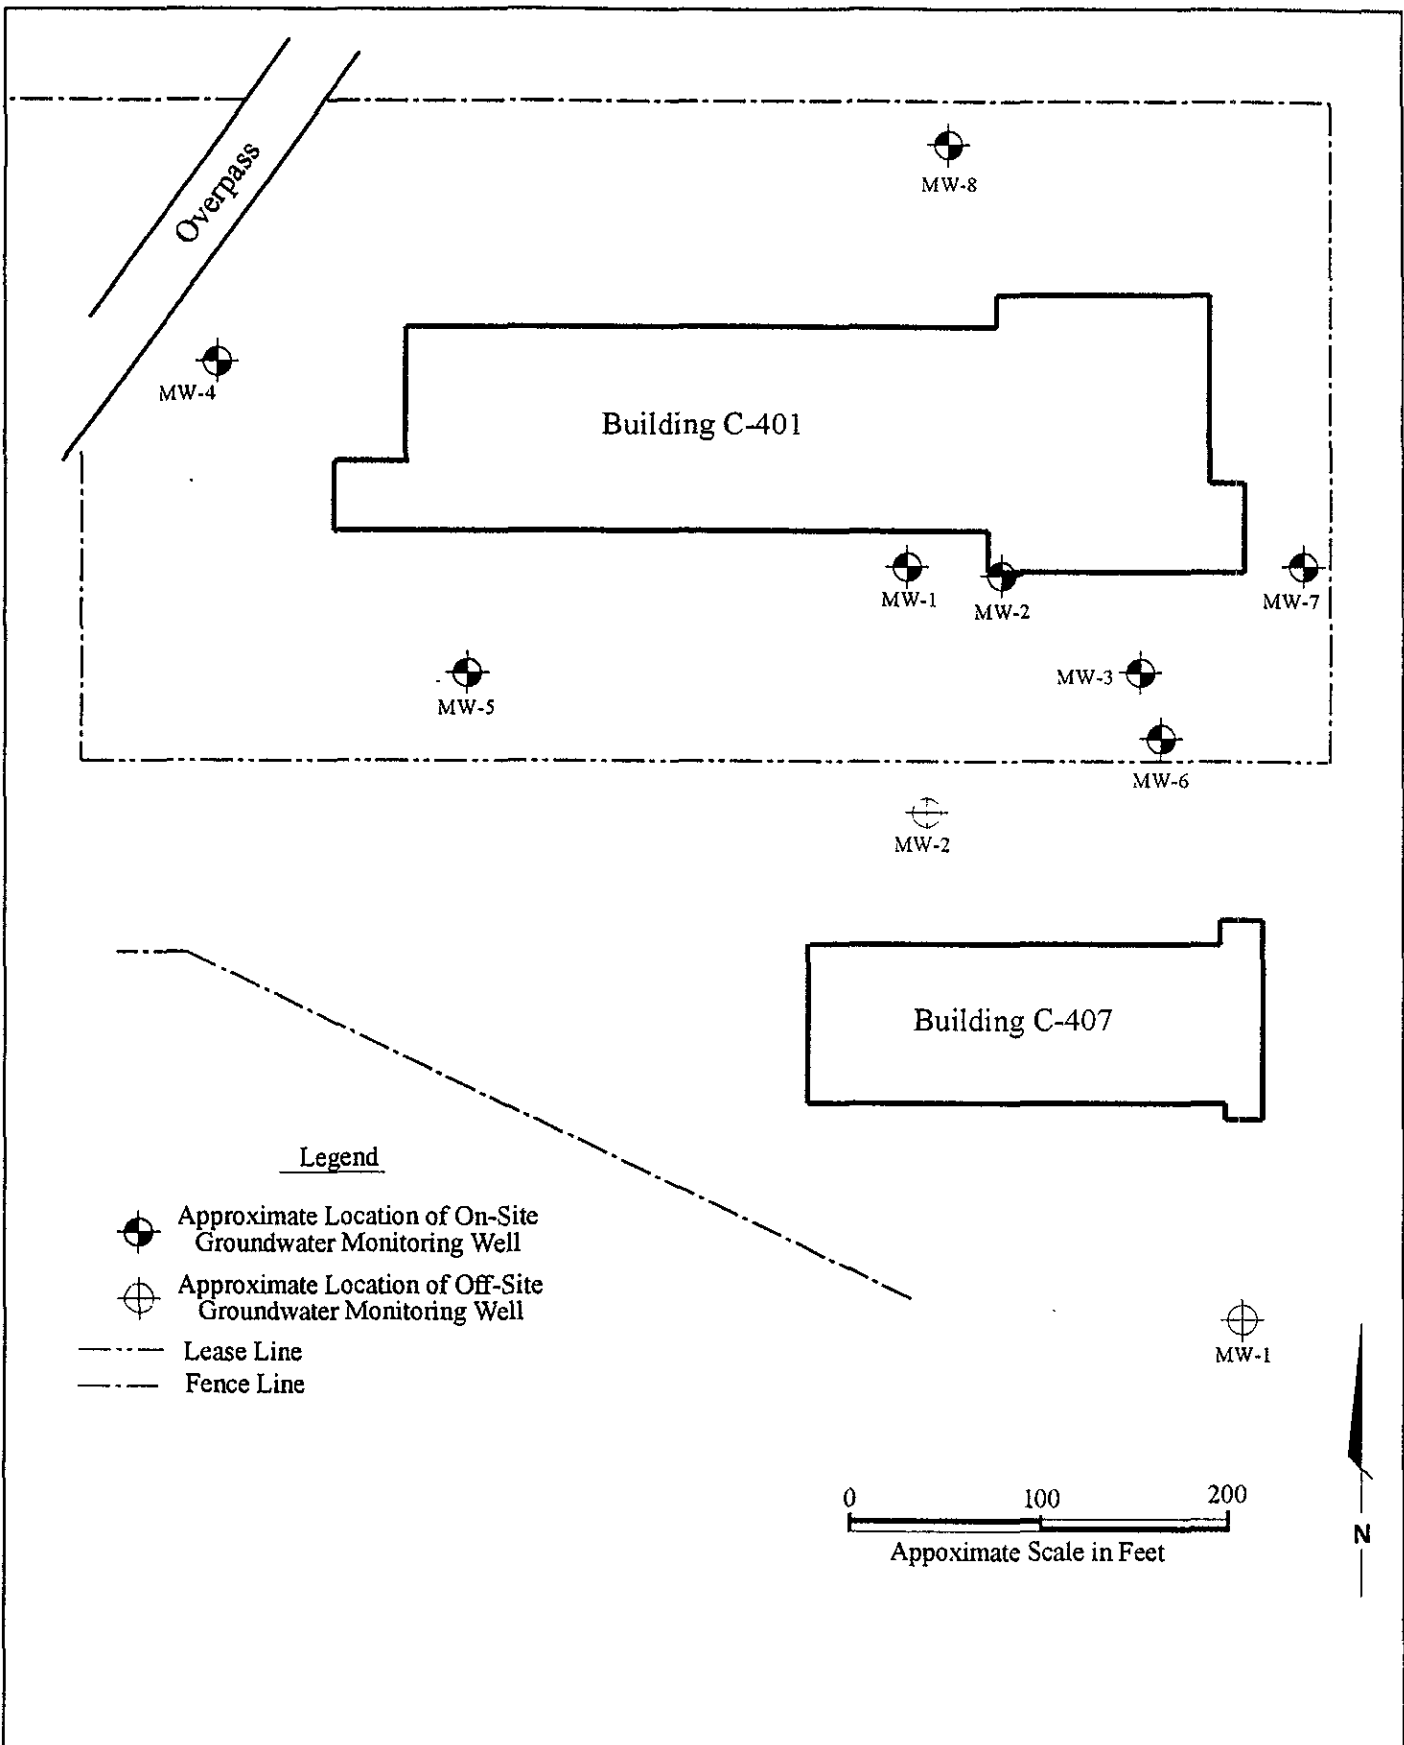 Overpass
MW-8
MW-4
Building C-401
MW-1
MW-2
MW-7
MW-3
MW-5
MW-6
MW-2
Building C-407
Legend
Approximate Location of On-Site
Groundwater Monitoring Well
Approximate Location of Off-Site
Groundwater Monitoring Well
Lease Line
Fence Line
MW-1
0 100 200
Appoximate Scale in Feet
N